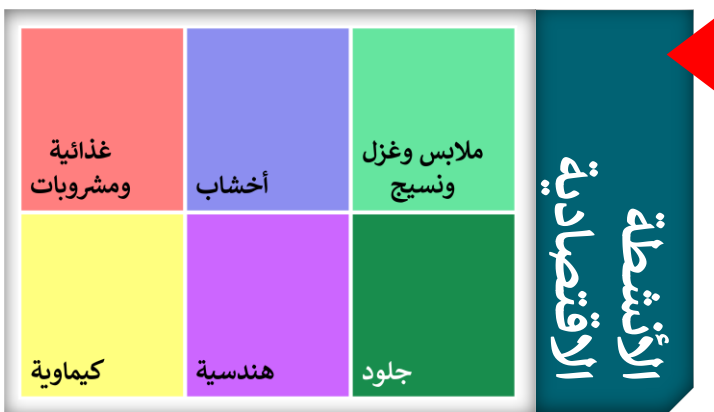 الأنشطة
الاقتصادية
ملابس وغزل
ونسيج
أخشاب
غذائية
ومشروبات
جلود
هندسية
كيماوية